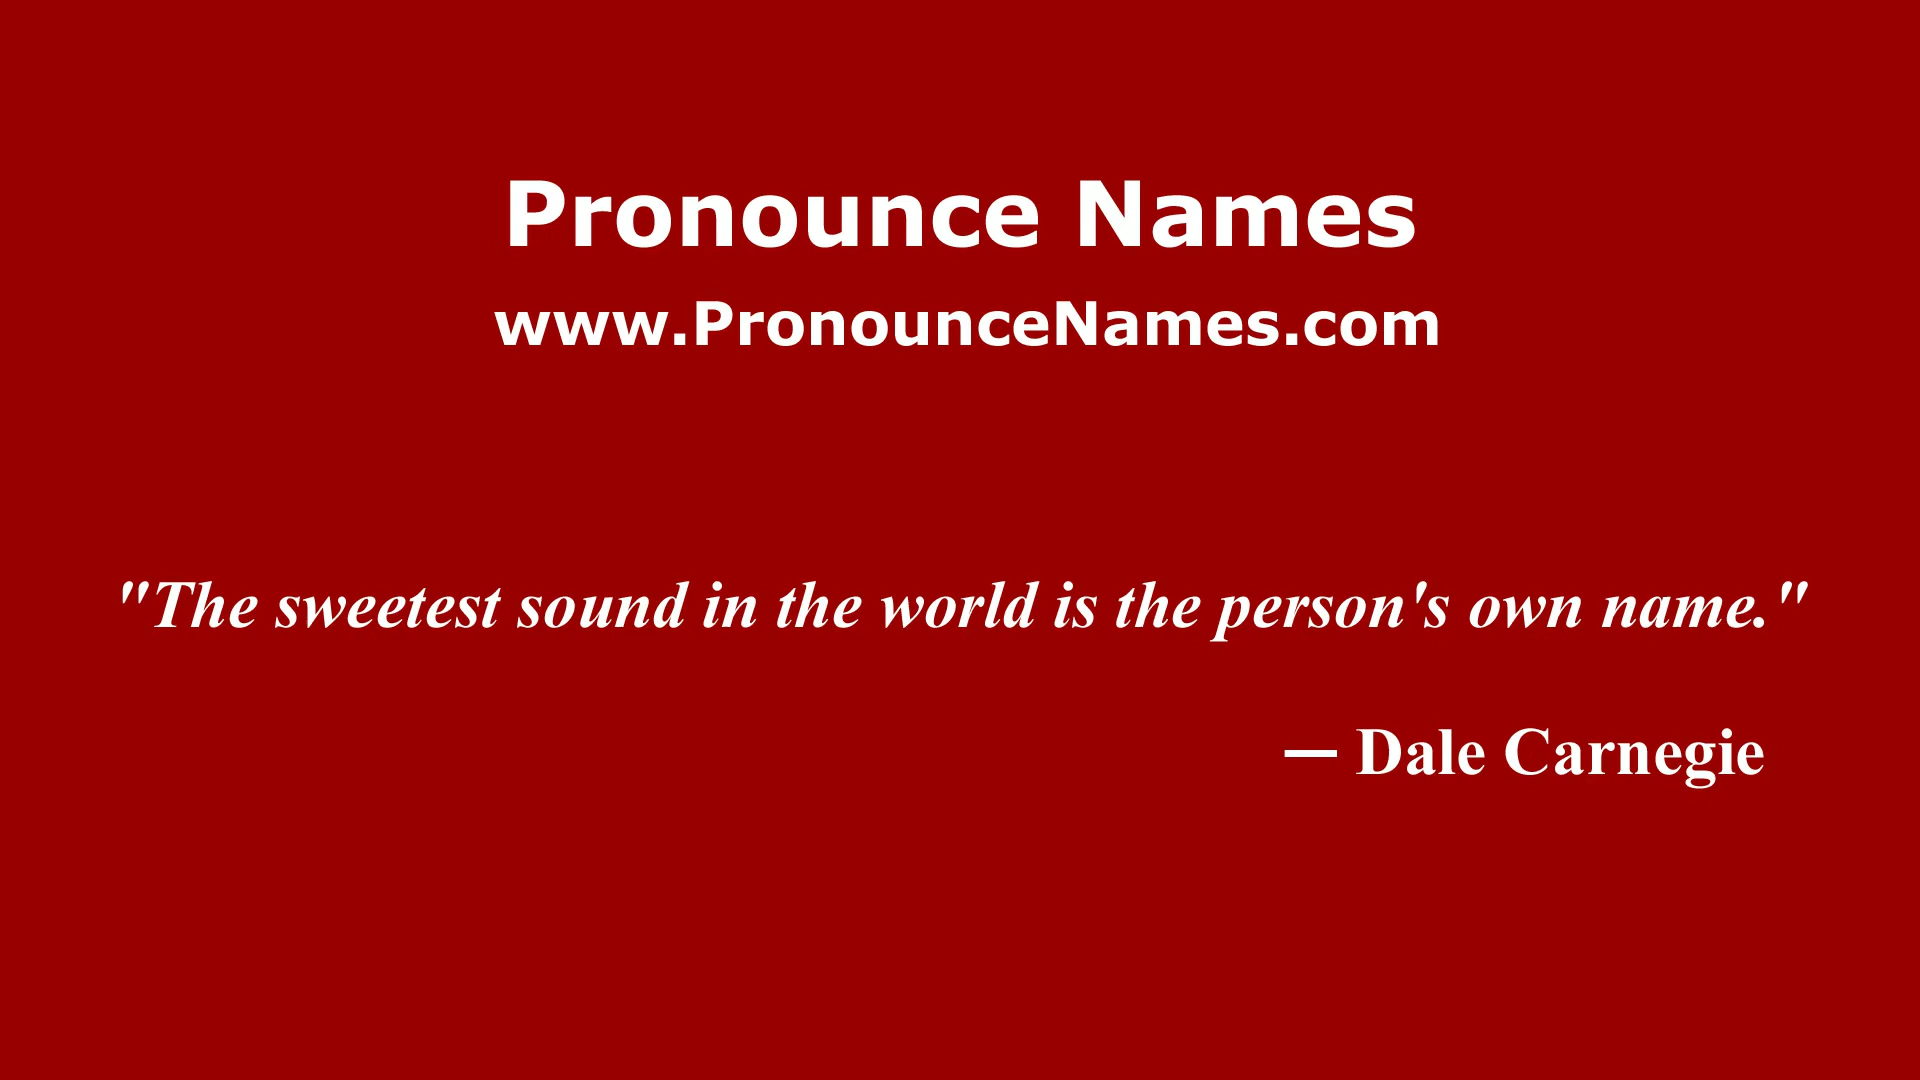 Pronounce Names
www.PronounceNames.com
"The sweetest sound in the world is the person's own name."
— Dale Carnegie